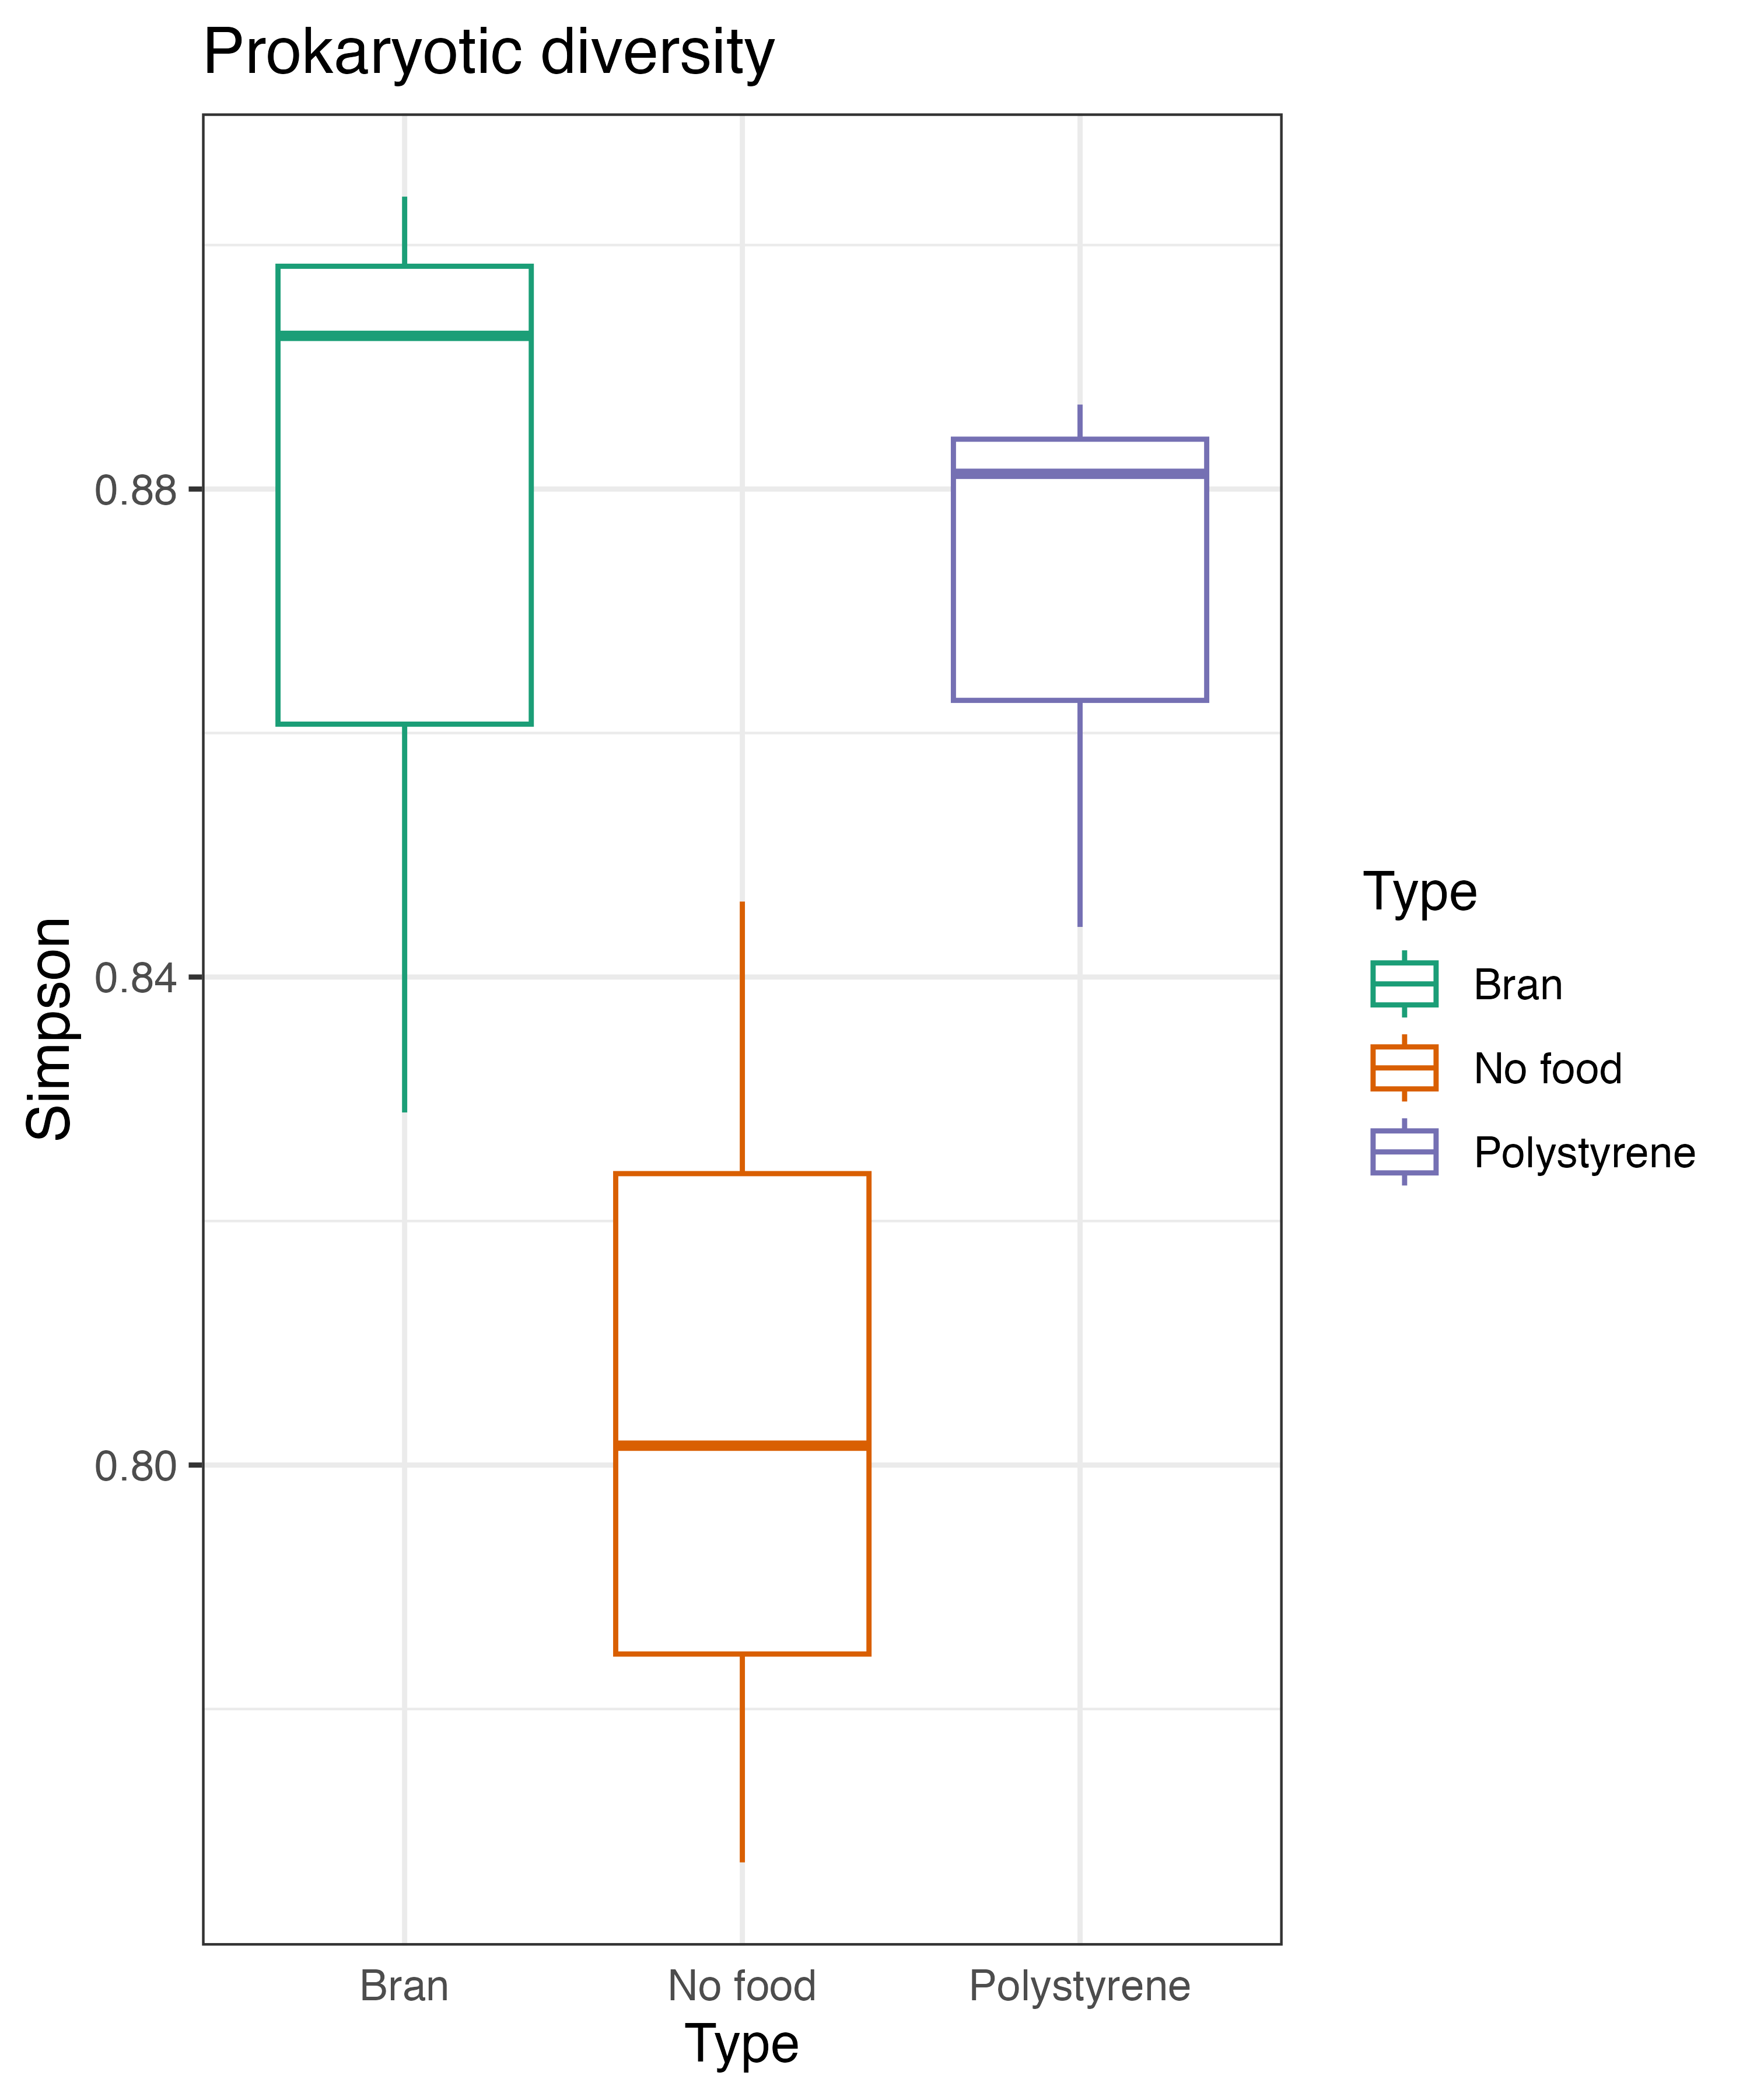 Prokaryotic diversity
Simpson
0.88
0.84
0.80
Bran
No food
Polystyrene
Type
Type
Bran
No food
Polystyrene